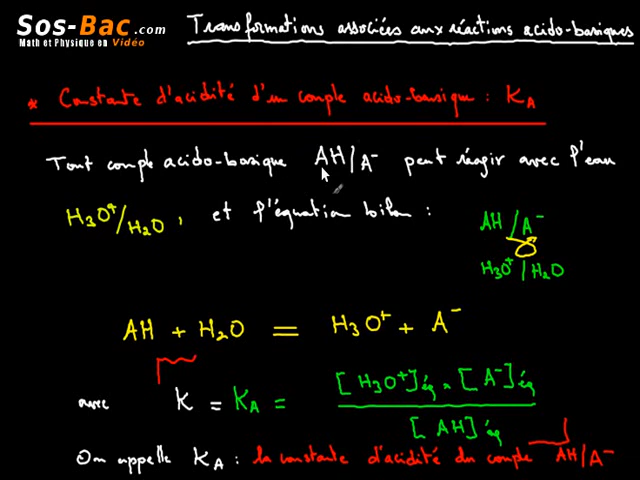 Sos-Bac.com
Math et Physique en Vidéo
Transformations associées aux réactions acido-basiques
* Constante d'acidité d'un couple acido-basique : KA
Tout couple acido-basique AH/A⁻ peut réagir avec l'eau
H3O⁺/H2O, et l'équation bilan :
AH/A⁻
H3O⁺/H2O
AH + H2O = H3O⁺ + A⁻
avec K = KA = [H3O⁺]éq × [A⁻]éq
[AH]éq
On appelle KA : la constante d'acidité du couple AH/A⁻